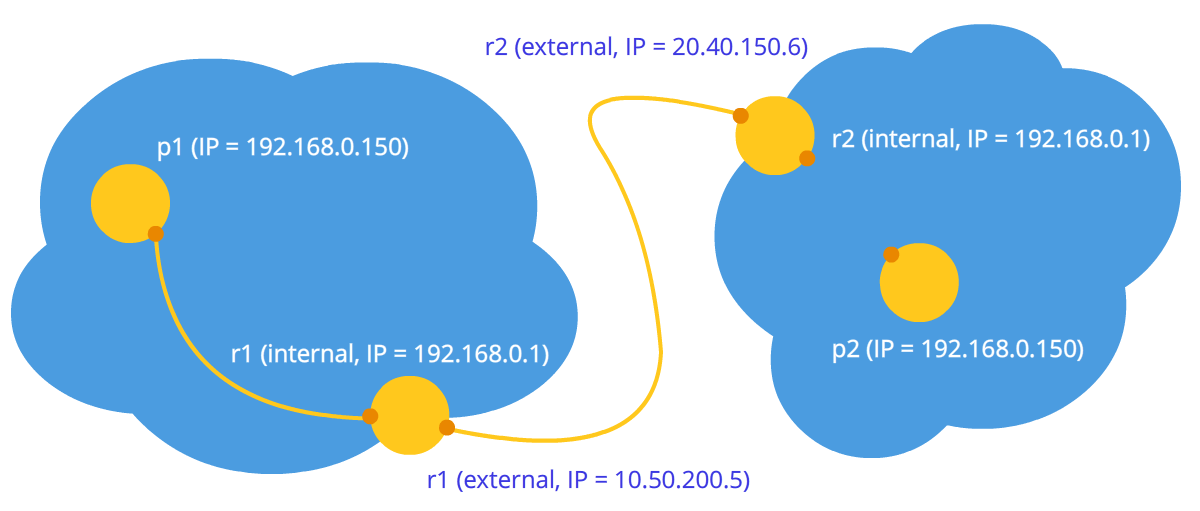 r2 (external, IP = 20.40.150.6)
p1 (IP = 192.168.0.150)
r2 (internal, IP = 192.168.0.1)
r1 (internal, IP = 192.168.0.1)
p2 (IP = 192.168.0.150)
r1 (external, IP = 10.50.200.5)